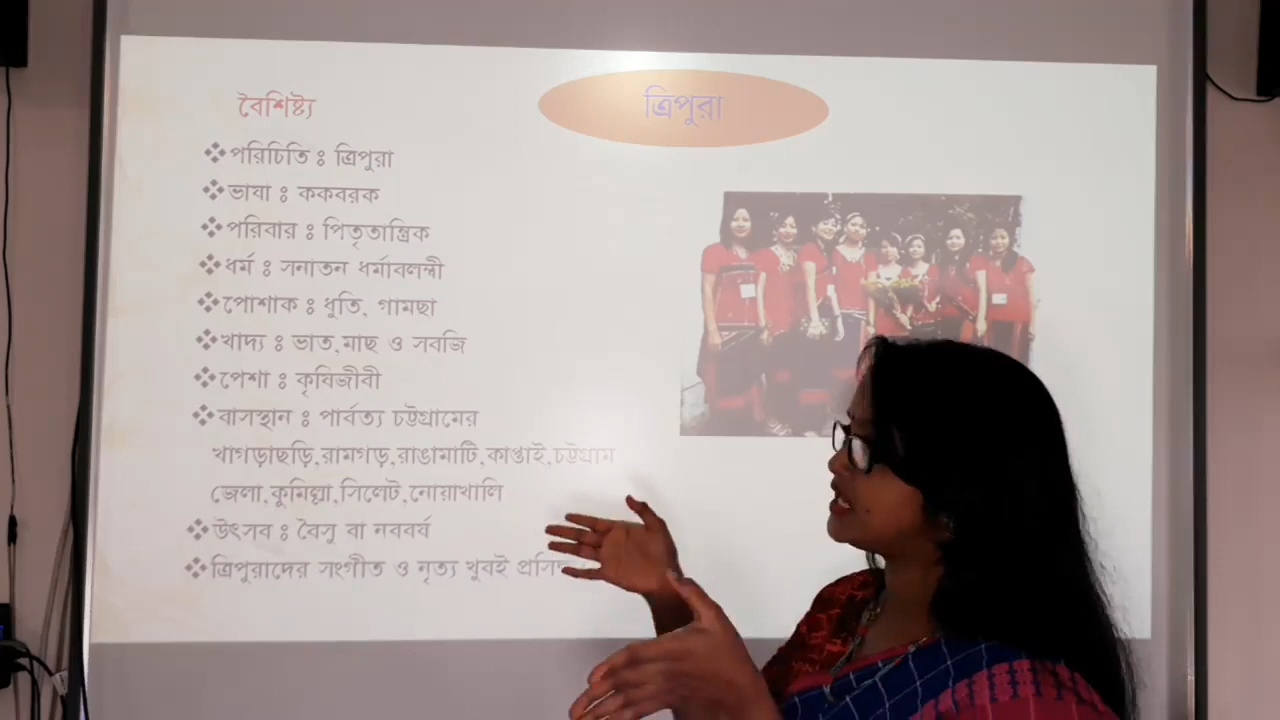 বৈশিষ্ট্য
ত্রিপুরা
❖পরিচিতি ঃ ত্রিপুরা
❖ভাষা ঃ ককবরক
❖পরিবার ঃ পিতৃতান্ত্রিক
❖ধর্ম ঃ সনাতন ধর্মাবলম্বী
❖পোশাক ঃ ধুতি, গামছা
❖খাদ্য ঃ ভাত,মাছ ও সবজি
❖পেশা ঃ কৃষিজীবী
❖বাসস্থান ঃ পার্বত্য চট্টগ্রামের
খাগড়াছড়ি,রামগড়,রাঙামাটি,কাপ্তাই,চট্টগ্রাম
জেলা,কুমিল্লা,সিলেট,নোয়াখালি
❖উৎসব ঃ বৈসু বা নববর্ষ
❖ত্রিপুরাদের সংগীত ও নৃত্য খুবই